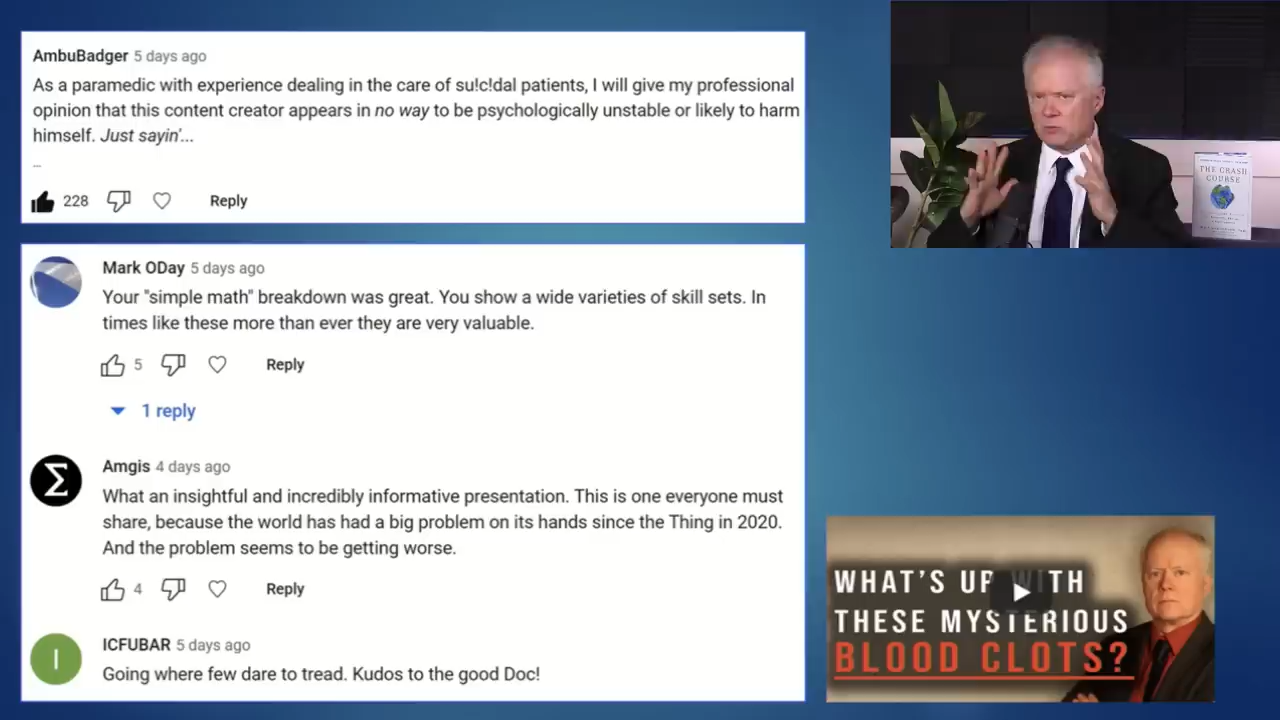 AmbuBadger 5 days ago
As a paramedic with experience dealing in the care of su!c!dal patients, I will give my professional
opinion that this content creator appears in no way to be psychologically unstable or likely to harm
himself. Just sayin'...
...
228 Reply
Mark ODay 5 days ago
Your "simple math" breakdown was great. You show a wide varieties of skill sets. In
times like these more than ever they are very valuable.
5 Reply
1 reply
Σ
Amgis 4 days ago
What an insightful and incredibly informative presentation. This is one everyone must
share, because the world has had a big problem on its hands since the Thing in 2020.
And the problem seems to be getting worse.
4 Reply
I
ICFUBAR 5 days ago
Going where few dare to tread. Kudos to the good Doc!
THE CRASH
COURSE
WHAT'S UP WITH
THESE MYSTERIOUS
BLOOD CLOTS?